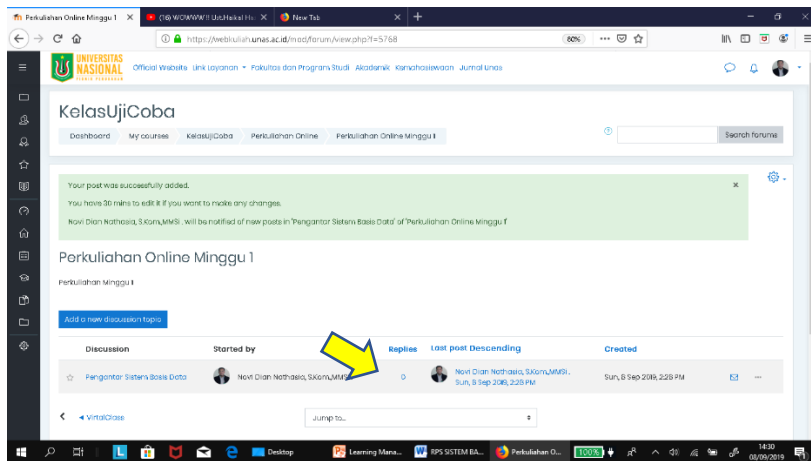 Perkuliahan Online Minggu 1
(16) WOWWW!! Ust.Haikal Ha
New Tab
https://webkuliah.unas.ac.id/mod/forum/view.php?f=5768
80%
UNIVERSITAS
NASIONAL
Official Website Link Layanan Fakultas dan Program Studi Akademik Kemahasiswaan Jurnal Unas
KelasUjiCoba
Dashboard My courses KelasUjiCoba Perkuliahan Online Perkuliahan Online Minggu 1
Search forums
Your post was successfully added.
You have 30 mins to edit it if you want to make any changes.
Novi Dian Nathasia, S.Kom,MMSi. will be notified of new posts in 'Pengantar Sistem Basis Data' of 'Perkuliahan Online Minggu 1'
Perkuliahan Online Minggu 1
Perkuliahan Minggu 1
Add a new discussion topic
Discussion Started by Replies Last post Descending Created
Pengantar Sistem Basis Data Novi Dian Nathasia, S.Kom,MMSi 0 Novi Dian Nathasia, S.Kom,MMSi. Sun, 8 Sep 2019, 2:28 PM
Sun, 8 Sep 2019, 2:28 PM
VirtalClass
Jump to...
Desktop Learning Mana... RPS SISTEM BA... Perkuliahan O... 100% 14:30
08/09/2019